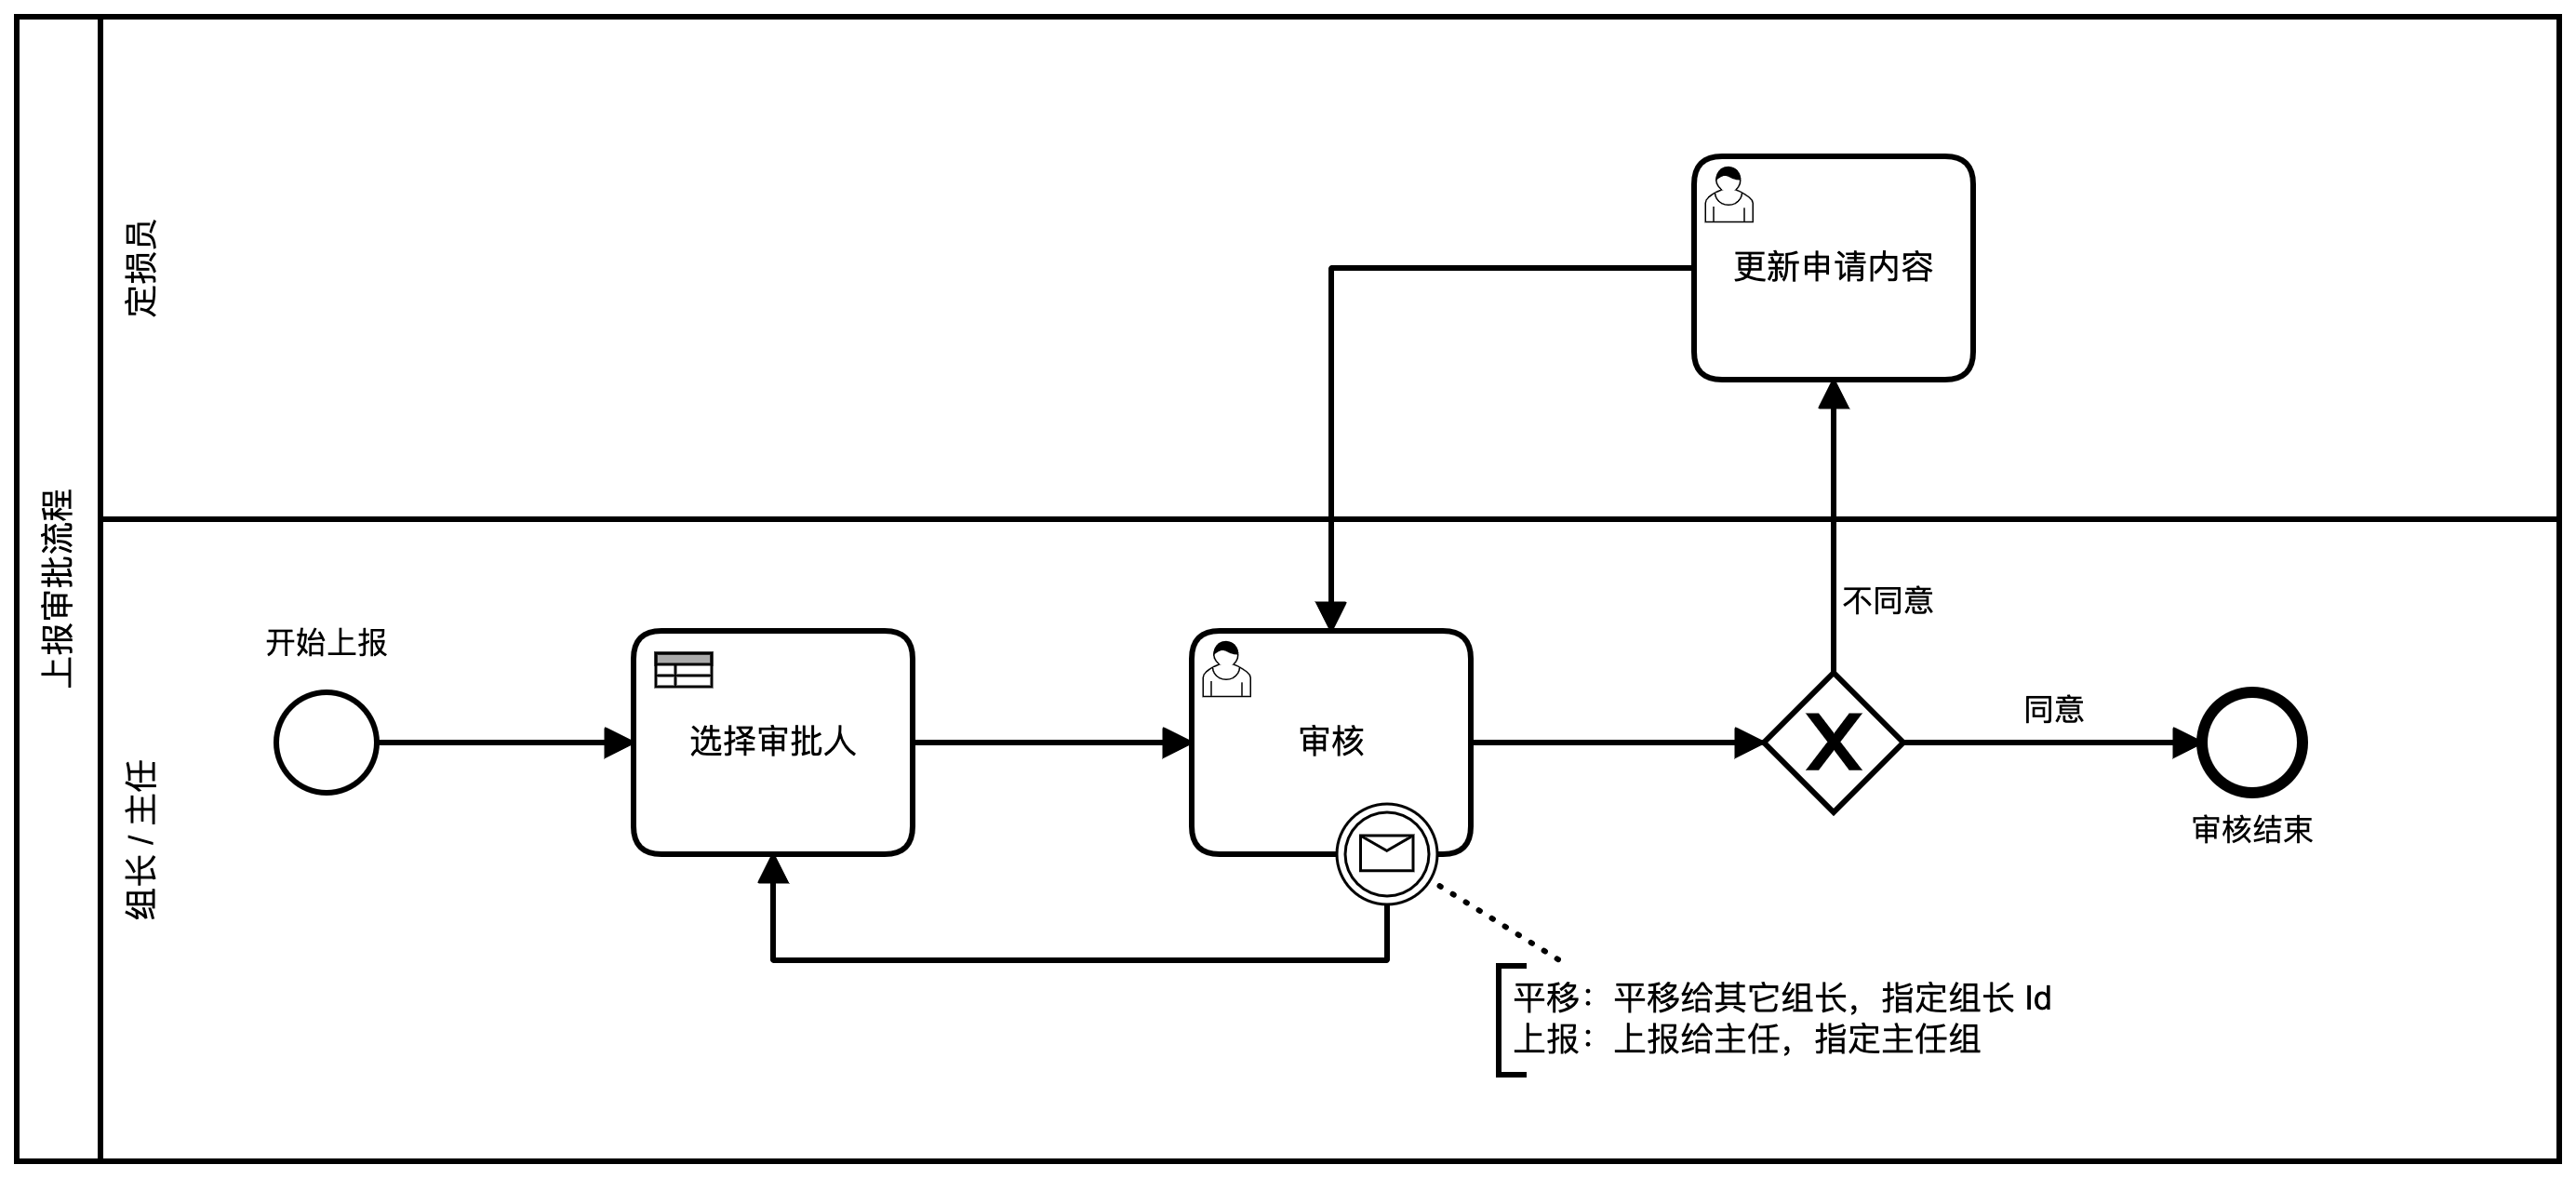 上报审批流程
定损员
更新申请内容
组长 / 主任
不同意
开始上报
选择审批人
审核
X
同意
审核结束
平移：平移给其它组长，指定组长 Id
上报：上报给主任，指定主任组